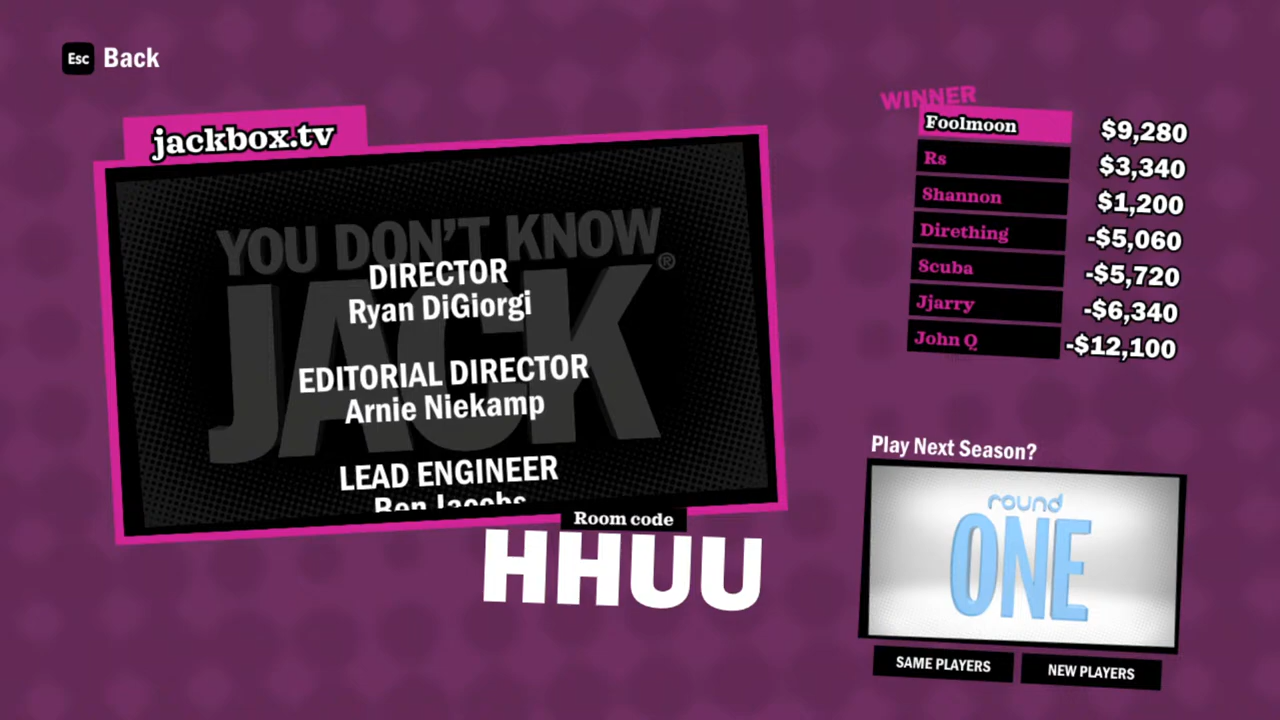 Esc Back
jackbox.tv
YOU DON'T KNOW
JACK®
DIRECTOR
Ryan DiGiorgi
EDITORIAL DIRECTOR
Arnie Niekamp
LEAD ENGINEER
Ben Jacobs
Room code
HHUU
WINNER
Foolmoon $9,280
Rs $3,340
Shannon $1,200
Dirething -$5,060
Scuba -$5,720
Jjarry -$6,340
John Q -$12,100
Play Next Season?
round
ONE
SAME PLAYERS NEW PLAYERS